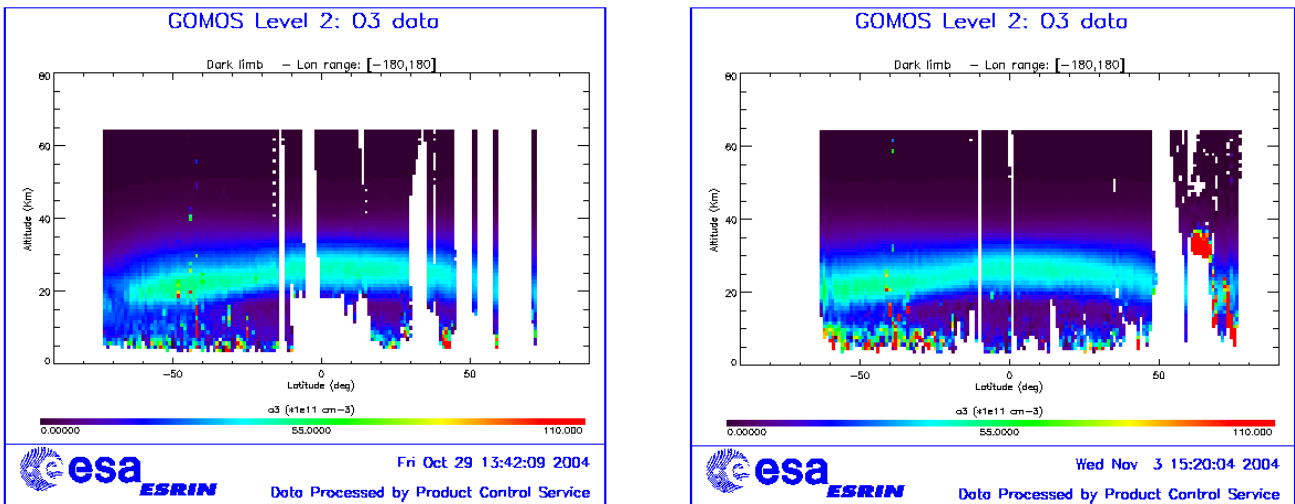 GOMOS Level 2: O3 data
Dark limb – Lon range: [-180,180]
80
60
40
20
0
Altitude (Km)
-50 0 50
Latitude (deg)
o3 (*1e11 cm-3)
0.00000 55.0000 110.000
esa
ESRIN
Fri Oct 29 13:42:09 2004
Data Processed by Product Control Service
GOMOS Level 2: O3 data
Dark limb – Lon range: [-180,180]
80
60
40
20
0
Altitude (Km)
-50 0 50
Latitude (deg)
o3 (*1e11 cm-3)
0.00000 55.0000 110.000
esa
ESRIN
Wed Nov 3 15:20:04 2004
Data Processed by Product Control Service